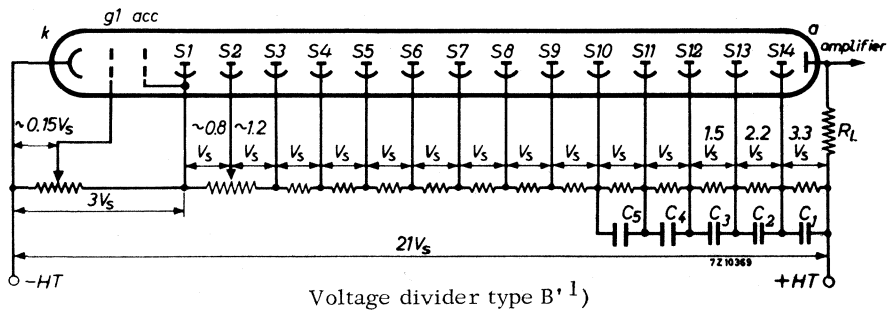 g1 acc
k S1 S2 S3 S4 S5 S6 S7 S8 S9 S10 S11 S12 S13 S14 a amplifier
~0.15Vs ~0.8 ~1.2 1.5 2.2 3.3 RL
Vs Vs Vs Vs Vs Vs Vs Vs Vs Vs Vs Vs Vs Vs
3Vs
C5 C4 C3 C2 C1
21Vs
7Z10369
-HT +HT
Voltage divider type B' 1)